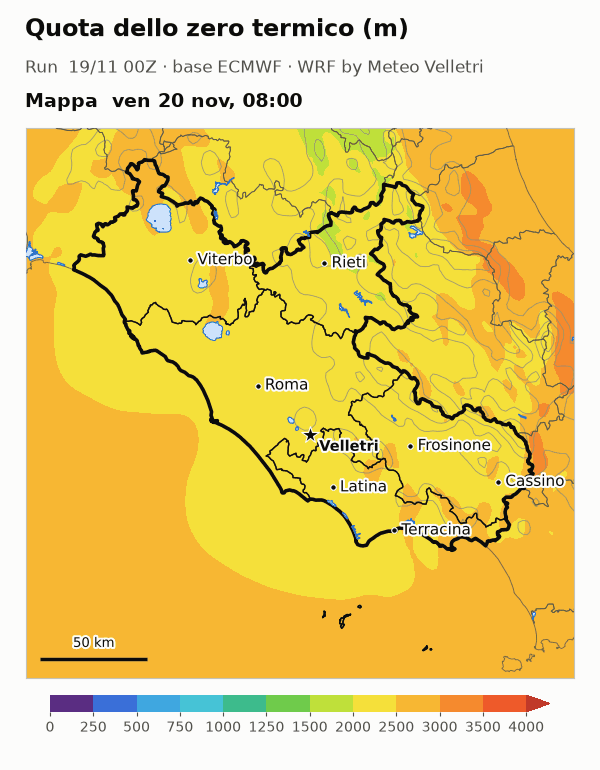 Quota dello zero termico (m)
Run  19/11 00Z · base ECMWF · WRF by Meteo Velletri
Mappa  ven 20 nov, 08:00
Viterbo
Rieti
Roma
Velletri
Frosinone
Latina
Cassino
Terracina
50 km
0 250 500 750 1000 1250 1500 2000 2500 3000 3500 4000